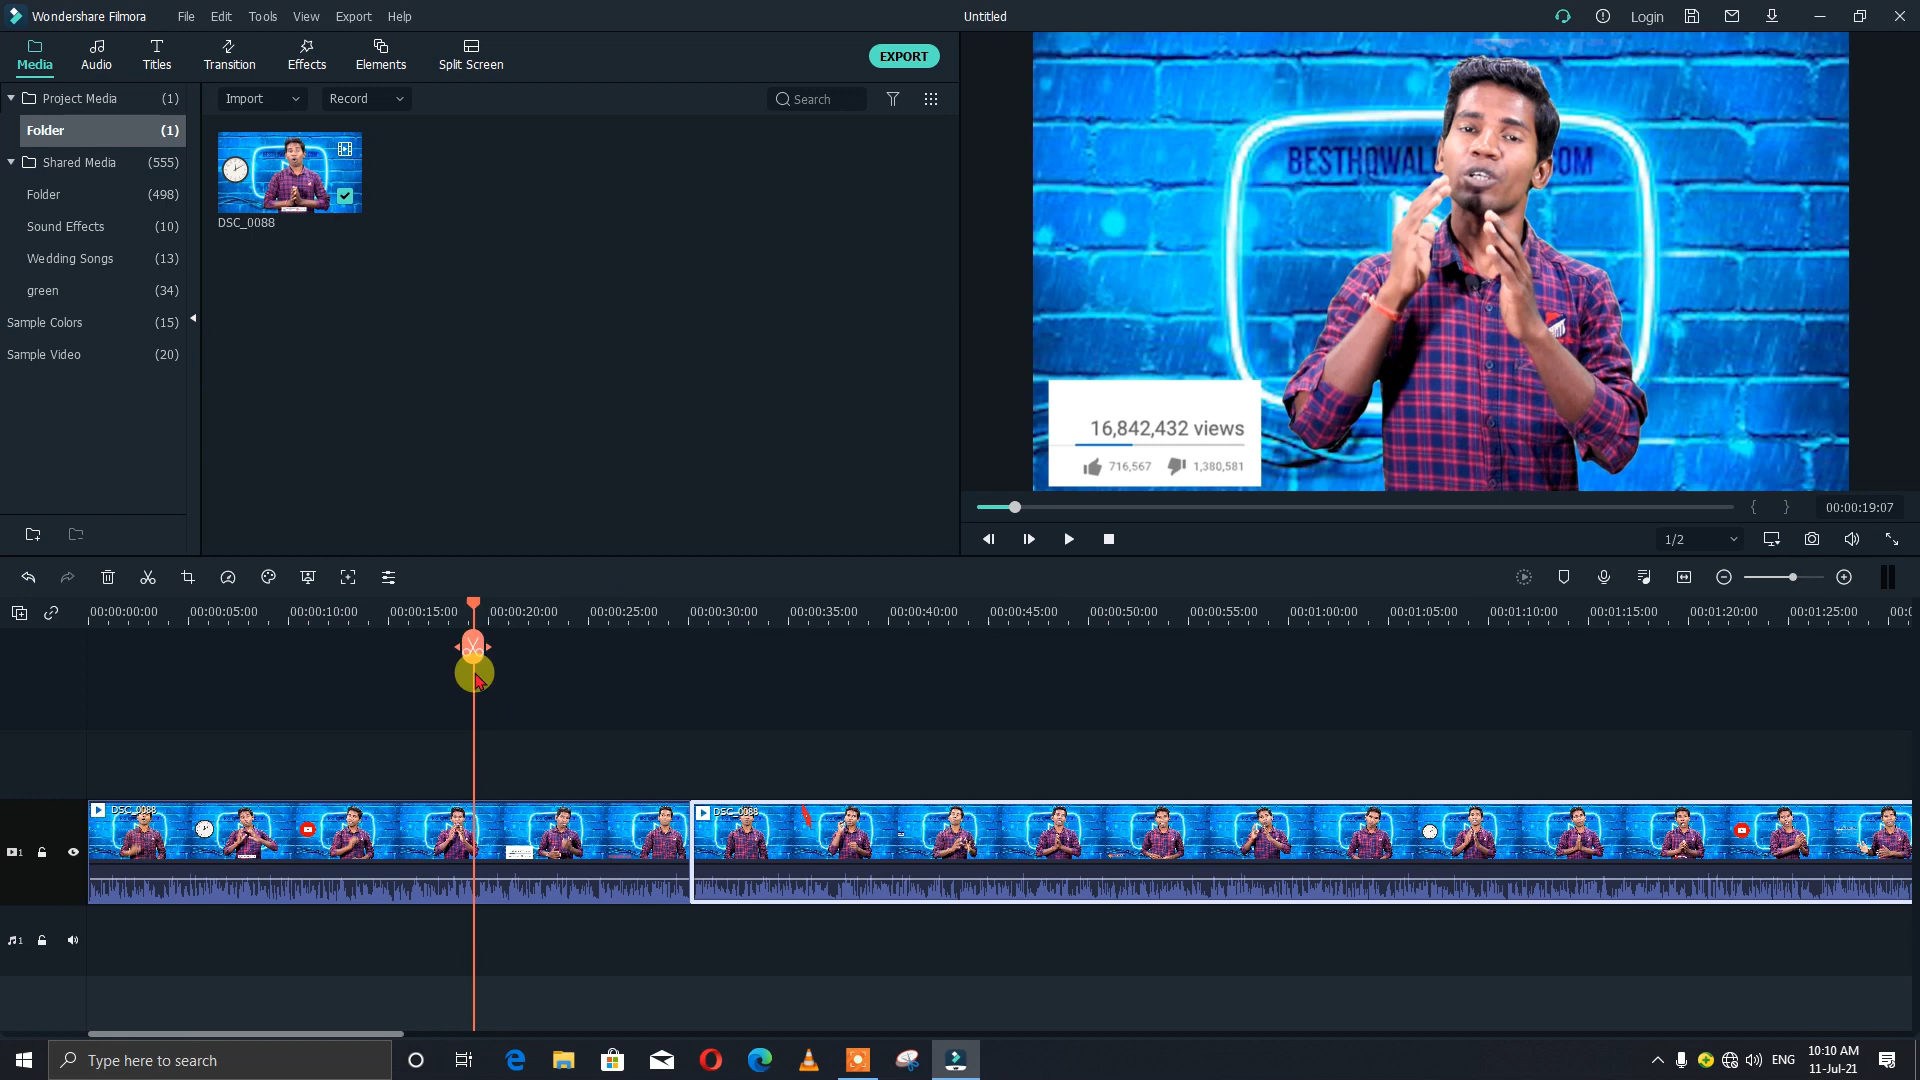 Wondershare Filmora File Edit Tools View Export Help Untitled Login
Media Audio Titles Transition Effects Elements Split Screen EXPORT
Project Media (1) Import Record Search
Folder (1)
Shared Media (555)
Folder (498)
Sound Effects (10)
Wedding Songs (13)
green (34)
Sample Colors (15)
Sample Video (20)
DSC_0088
16,842,432 views
716,567 1,380,581
00:00:19:07
1/2
00:00:00:00 00:00:05:00 00:00:10:00 00:00:15:00 00:00:20:00 00:00:25:00 00:00:30:00 00:00:35:00 00:00:40:00 00:00:45:00 00:00:50:00 00:00:55:00 00:01:00:00 00:01:05:00 00:01:10:00 00:01:15:00 00:01:20:00 00:01:25:00
DSC_0088 DSC_0088
1
1
Type here to search ENG 10:10 AM
11-Jul-21